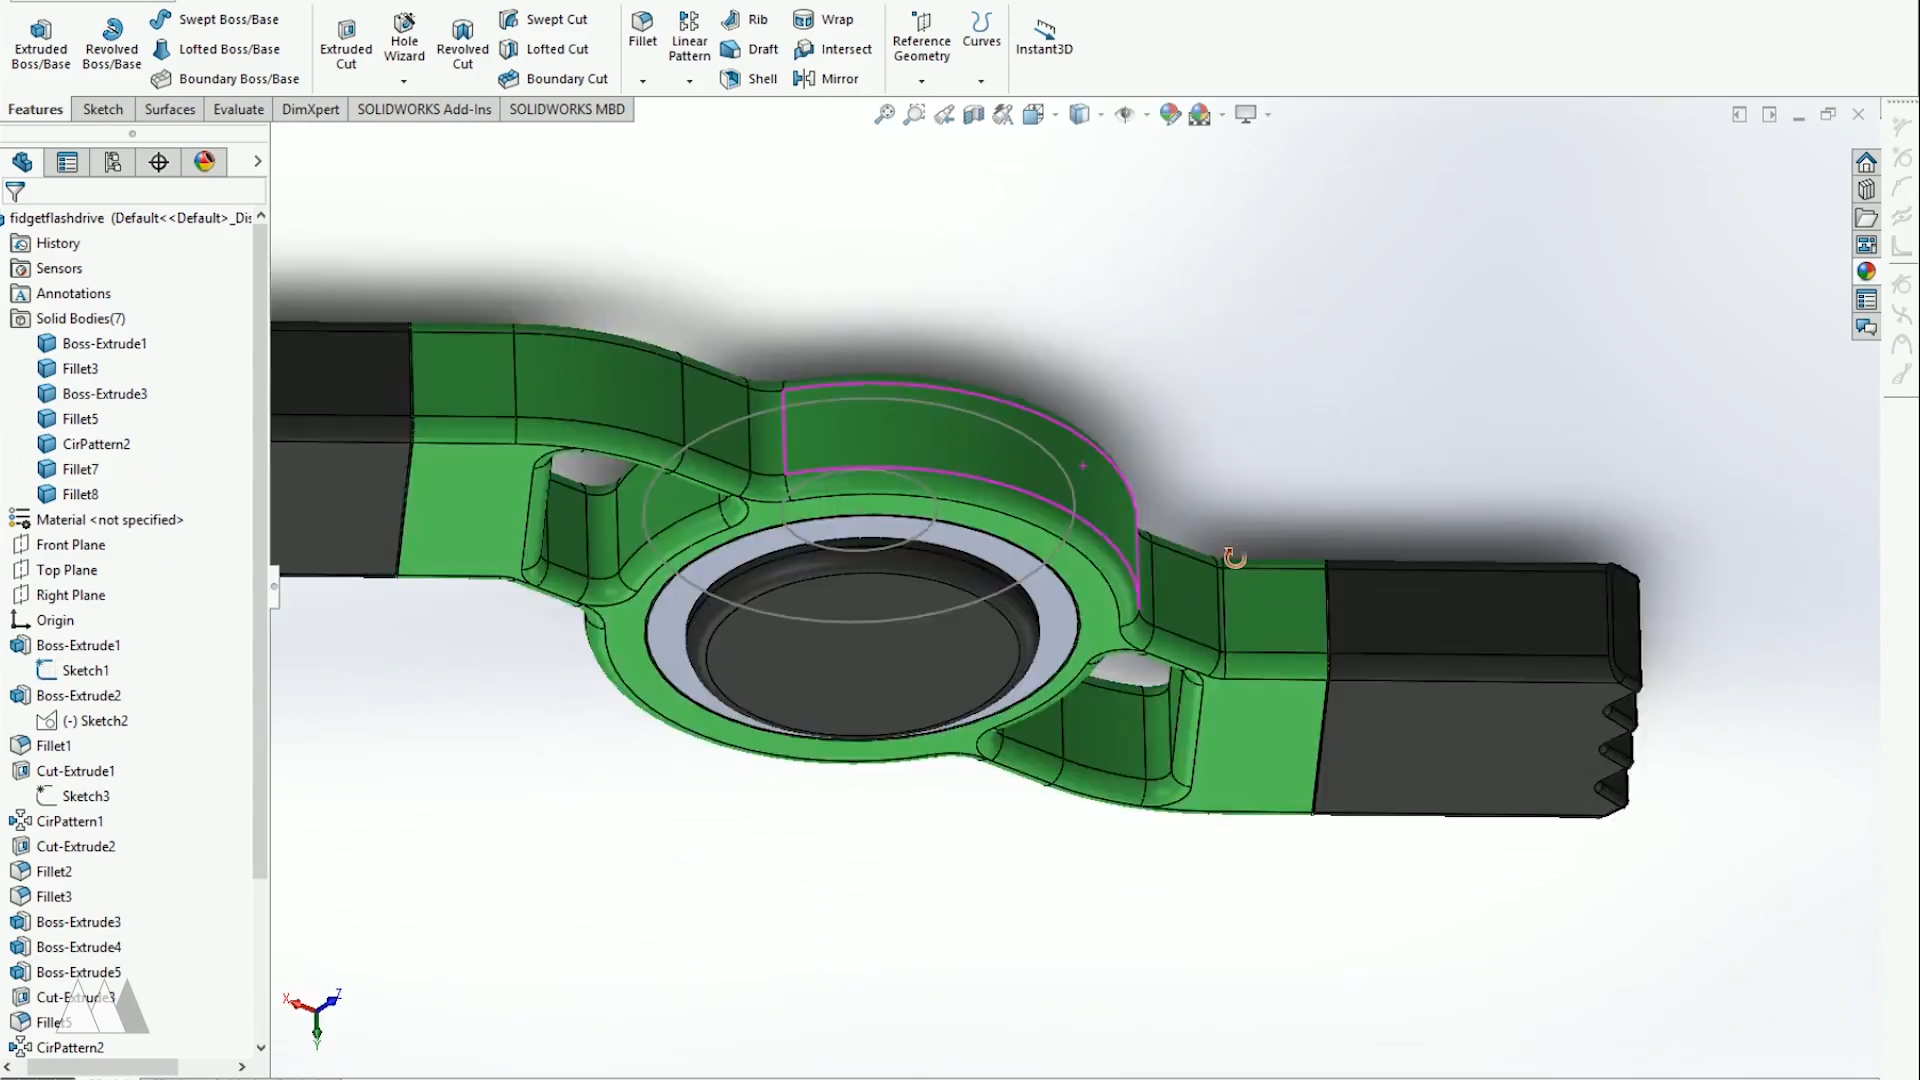 Extruded
Boss/Base
Revolved
Boss/Base
Swept Boss/Base
Lofted Boss/Base
Boundary Boss/Base
Extruded
Cut
Hole
Wizard
Revolved
Cut
Swept Cut
Lofted Cut
Boundary Cut
Fillet
Linear
Pattern
Rib
Draft
Shell
Wrap
Intersect
Mirror
Reference
Geometry
Curves
Instant3D
Features
Sketch
Surfaces
Evaluate
DimXpert
SOLIDWORKS Add-Ins
SOLIDWORKS MBD
fidgetflashdrive (Default<<Default>_Dis
History
Sensors
Annotations
Solid Bodies(7)
Boss-Extrude1
Fillet3
Boss-Extrude3
Fillet5
CirPattern2
Fillet7
Fillet8
Material <not specified>
Front Plane
Top Plane
Right Plane
Origin
Boss-Extrude1
Sketch1
Boss-Extrude2
(-) Sketch2
Fillet1
Cut-Extrude1
Sketch3
CirPattern1
Cut-Extrude2
Fillet2
Fillet3
Boss-Extrude3
Boss-Extrude4
Boss-Extrude5
Cut-Extrude3
Fillet5
CirPattern2
X
Z
Y